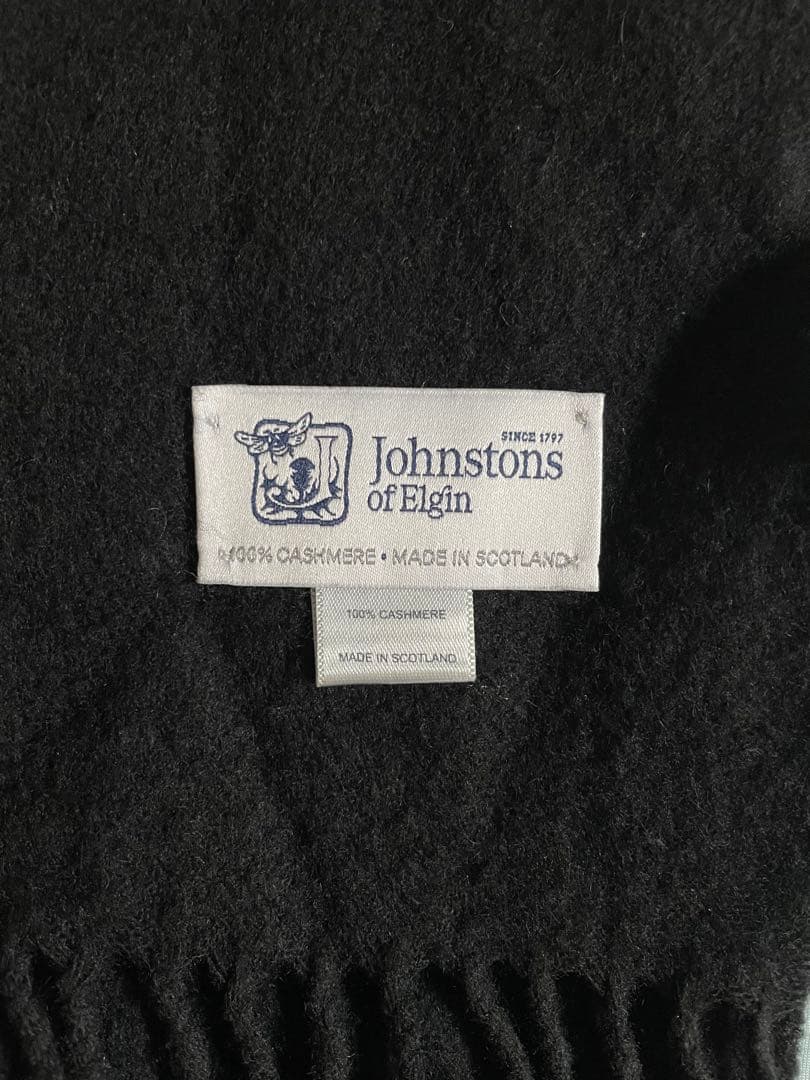 SINCE 1797
Johnstons
of Elgin
100% CASHMERE • MADE IN SCOTLAND
100% CASHMERE
MADE IN SCOTLAND